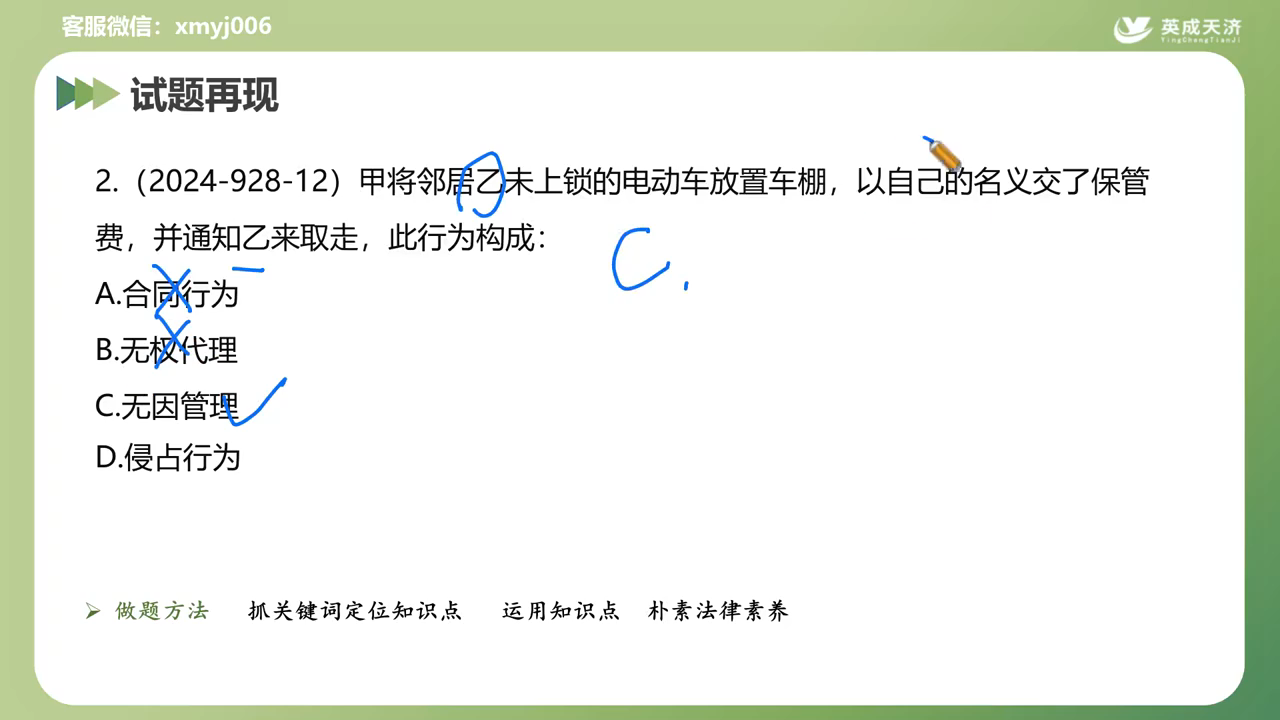 客服微信：xmyj006
英成天济
YingChengTianJi
试题再现
2.（2024-928-12）甲将邻居乙未上锁的电动车放置车棚，以自己的名义交了保管
费，并通知乙来取走，此行为构成：
C.
A.合同行为
B.无权代理
C.无因管理
D.侵占行为
做题方法 抓关键词定位知识点 运用知识点 朴素法律素养